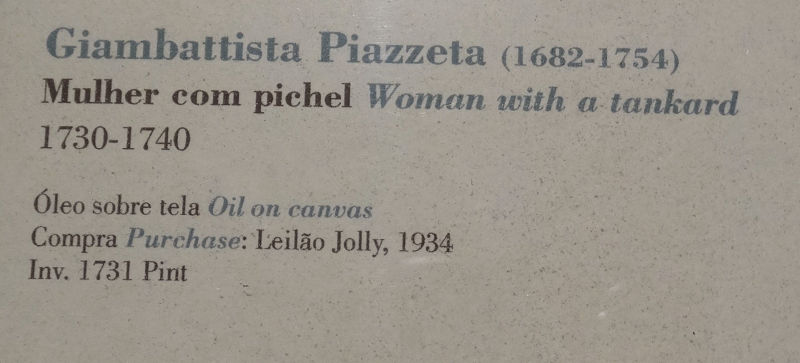 Giambattista Piazzeta (1682-1754)
Mulher com pichel Woman with a tankard
1730-1740
Óleo sobre tela Oil on canvas
Compra Purchase: Leilão Jolly, 1934
Inv. 1731 Pint